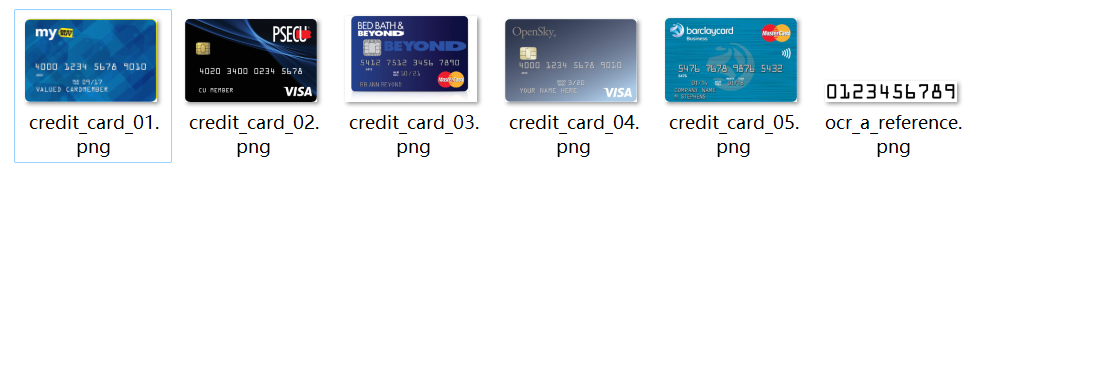 my
4000 1234 5678 9010
09/17
VALUED CARDMEMBER
credit_card_01.
png
PSECU
4020 3400 0234 5678
CU MEMBER
VISA
credit_card_02.
png
BED BATH &
BEYOND
BEYOND
5412 7512 3456 7890
10/21
BB ANN BEYOND
MasterCard
credit_card_03.
png
OpenSky
4000 1234 5678 9010
3/20
YOUR NAME HERE
VISA
credit_card_04.
png
barclaycard
Business
MasterCard
5476 7678 9876 5432
COMPANY NAME
STEPHENS
credit_card_05.
png
0123456789
ocr_a_reference.
png